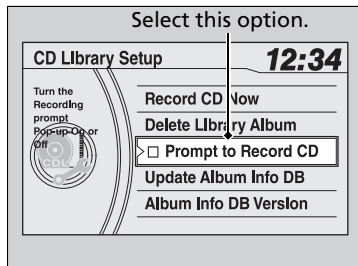 Select this option.
CD Library Setup
12:34
Turn the
Recording
prompt
Pop-up On or
Off
CDL
Record CD Now
Delete Library Album
Prompt to Record CD
Update Album Info DB
Album Info DB Version